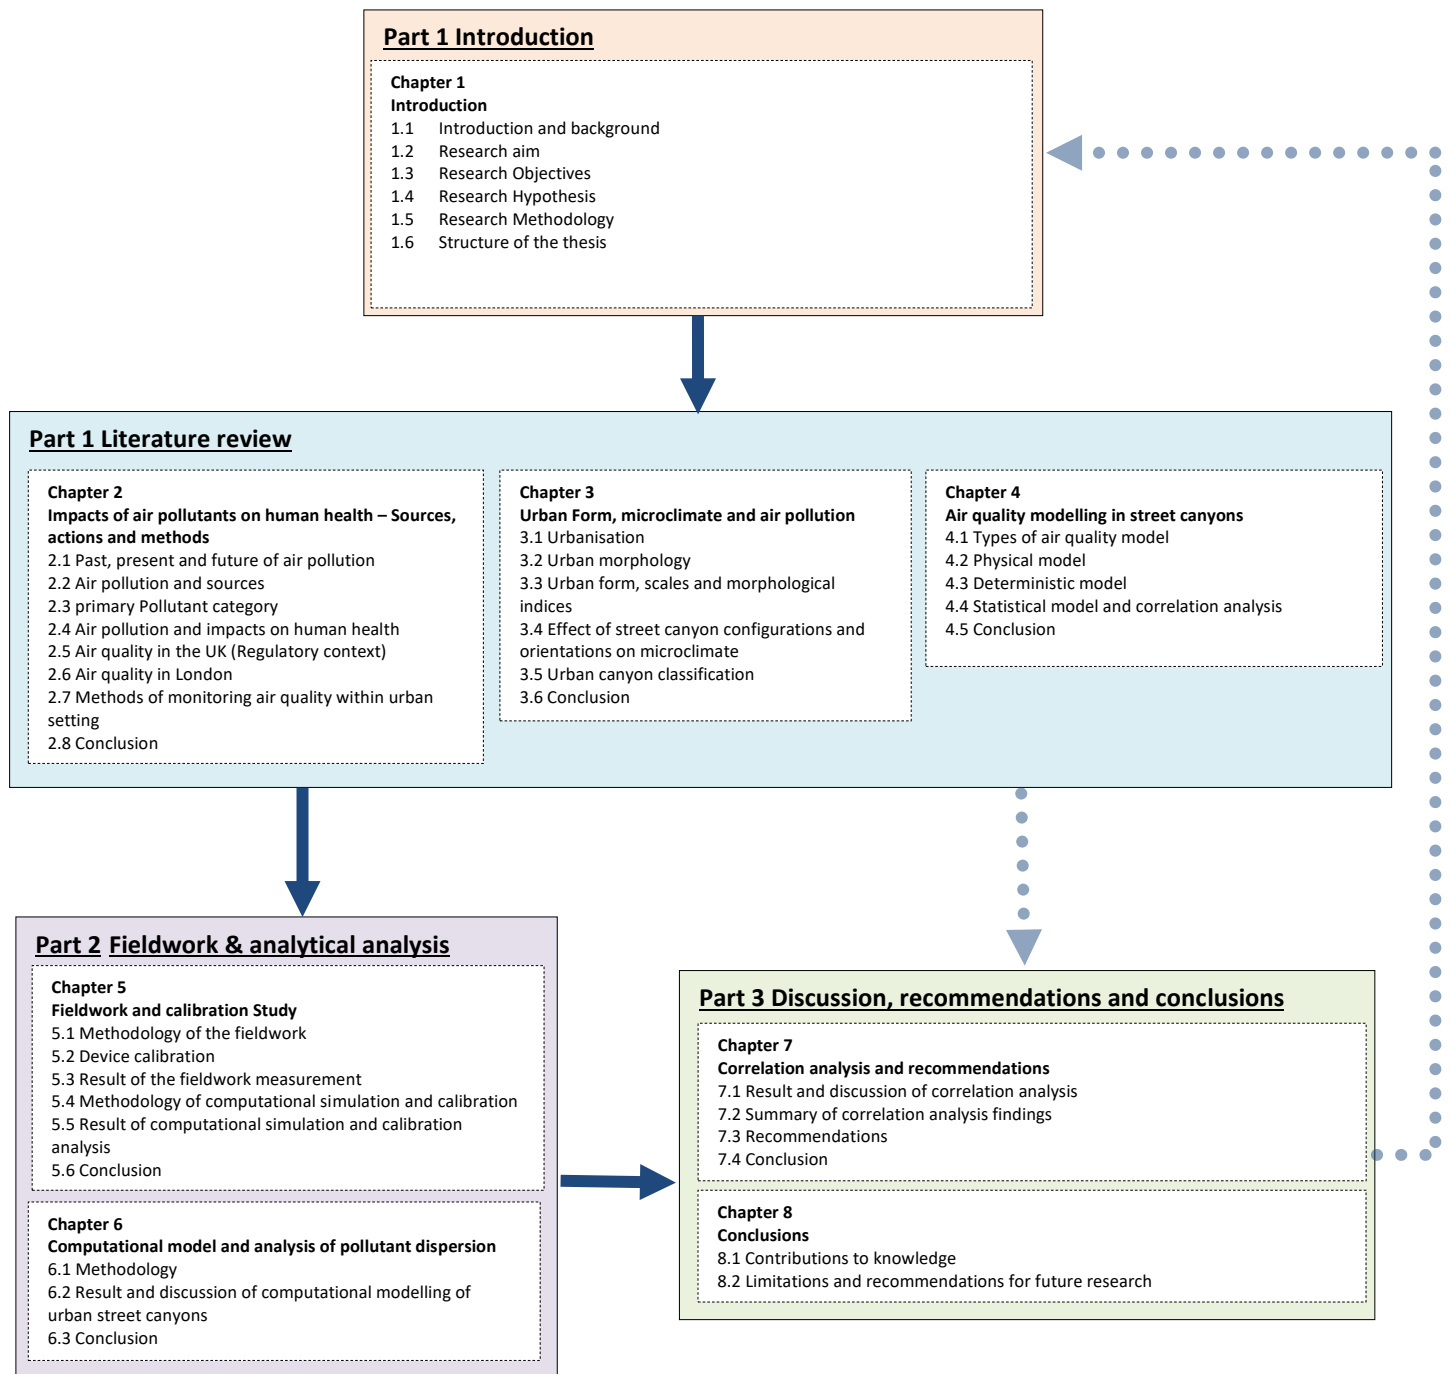 Part 1 Introduction
Chapter 1
Introduction
1.1 Introduction and background
1.2 Research aim
1.3 Research Objectives
1.4 Research Hypothesis
1.5 Research Methodology
1.6 Structure of the thesis
Part 1 Literature review
Chapter 2
Impacts of air pollutants on human health – Sources,
actions and methods
2.1 Past, present and future of air pollution
2.2 Air pollution and sources
2.3 primary Pollutant category
2.4 Air pollution and impacts on human health
2.5 Air quality in the UK (Regulatory context)
2.6 Air quality in London
2.7 Methods of monitoring air quality within urban
setting
2.8 Conclusion
Chapter 3
Urban Form, microclimate and air pollution
3.1 Urbanisation
3.2 Urban morphology
3.3 Urban form, scales and morphological
indices
3.4 Effect of street canyon configurations and
orientations on microclimate
3.5 Urban canyon classification
3.6 Conclusion
Chapter 4
Air quality modelling in street canyons
4.1 Types of air quality model
4.2 Physical model
4.3 Deterministic model
4.4 Statistical model and correlation analysis
4.5 Conclusion
Part 2 Fieldwork & analytical analysis
Chapter 5
Fieldwork and calibration Study
5.1 Methodology of the fieldwork
5.2 Device calibration
5.3 Result of the fieldwork measurement
5.4 Methodology of computational simulation and calibration
5.5 Result of computational simulation and calibration
analysis
5.6 Conclusion
Chapter 6
Computational model and analysis of pollutant dispersion
6.1 Methodology
6.2 Result and discussion of computational modelling of
urban street canyons
6.3 Conclusion
Part 3 Discussion, recommendations and conclusions
Chapter 7
Correlation analysis and recommendations
7.1 Result and discussion of correlation analysis
7.2 Summary of correlation analysis findings
7.3 Recommendations
7.4 Conclusion
Chapter 8
Conclusions
8.1 Contributions to knowledge
8.2 Limitations and recommendations for future research